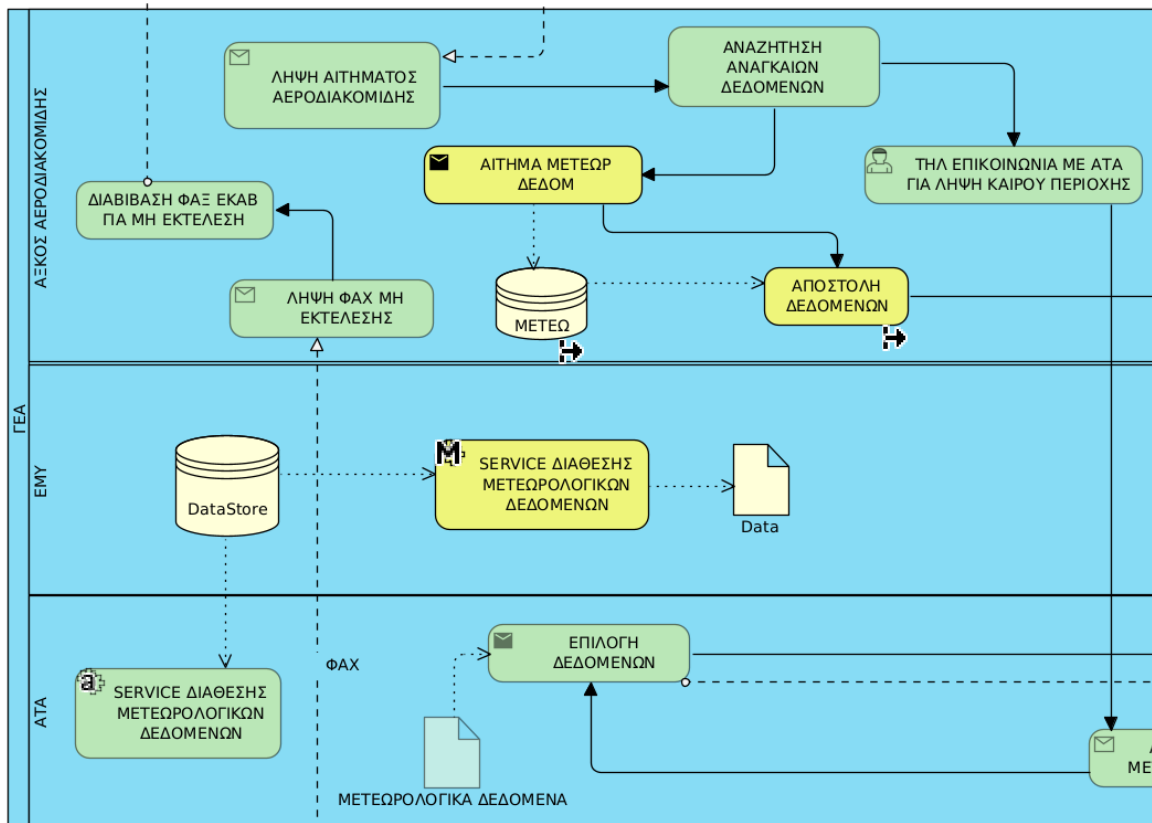 ΓΕΑ
ΑΞΚΟΣ ΑΕΡΟΔΙΑΚΟΜΙΔΗΣ
ΛΗΨΗ ΑΙΤΗΜΑΤΟΣ
ΑΕΡΟΔΙΑΚΟΜΙΔΗΣ
ΑΝΑΖΗΤΗΣΗ
ΑΝΑΓΚΑΙΩΝ
ΔΕΔΟΜΕΝΩΝ
ΑΙΤΗΜΑ ΜΕΤΕΩΡ
ΔΕΔΟΜ
ΤΗΛ ΕΠΙΚΟΙΝΩΝΙΑ ΜΕ ΑΤΑ
ΓΙΑ ΛΗΨΗ ΚΑΙΡΟΥ ΠΕΡΙΟΧΗΣ
ΔΙΑΒΙΒΑΣΗ ΦΑΞ ΕΚΑΒ
ΓΙΑ ΜΗ ΕΚΤΕΛΕΣΗ
ΛΗΨΗ ΦΑΧ ΜΗ
ΕΚΤΕΛΕΣΗΣ
ΜΕΤΕΩ
ΑΠΟΣΤΟΛΗ
ΔΕΔΟΜΕΝΩΝ
ΕΜΥ
DataStore
M
SERVICE ΔΙΑΘΕΣΗΣ
ΜΕΤΕΩΡΟΛΟΓΙΚΩΝ
ΔΕΔΟΜΕΝΩΝ
Data
ΑΤΑ
a
SERVICE ΔΙΑΘΕΣΗΣ
ΜΕΤΕΩΡΟΛΟΓΙΚΩΝ
ΔΕΔΟΜΕΝΩΝ
ΦΑΧ
ΕΠΙΛΟΓΗ
ΔΕΔΟΜΕΝΩΝ
ΜΕΤΕΩΡΟΛΟΓΙΚΑ ΔΕΔΟΜΕΝΑ